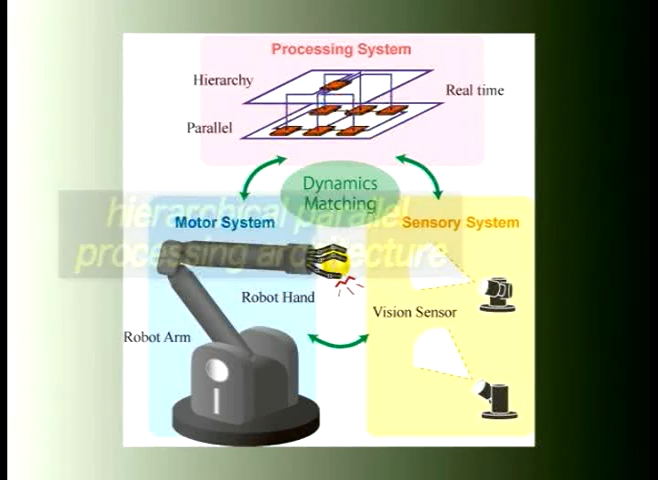 Processing System
Hierarchy
Real time
Parallel
Dynamics
Matching
hierarchical parallel
processing architecture
Motor System
Sensory System
Robot Hand
Vision Sensor
Robot Arm